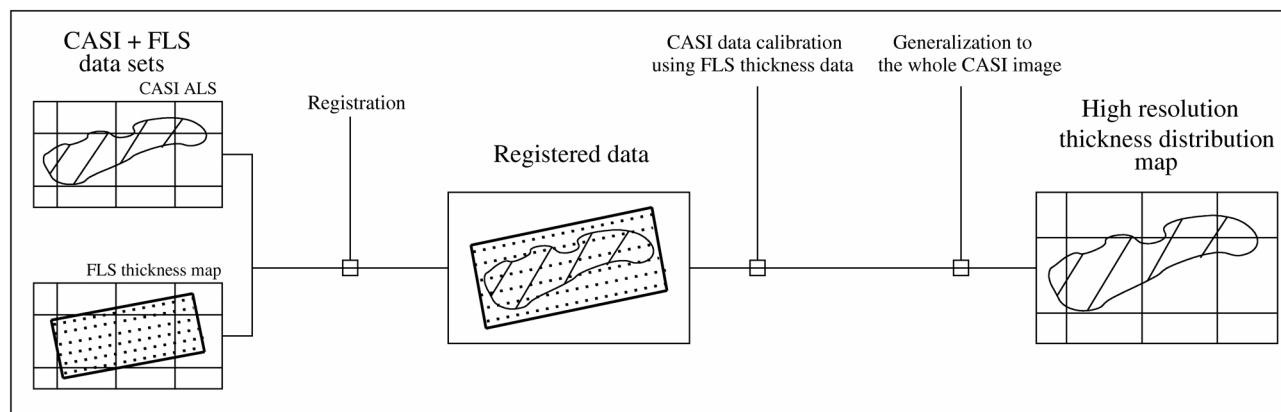 CASI + FLS
data sets
CASI ALS
FLS thickness map
Registration
Registered data
CASI data calibration
using FLS thickness data
Generalization to
the whole CASI image
High resolution
thickness distribution
map